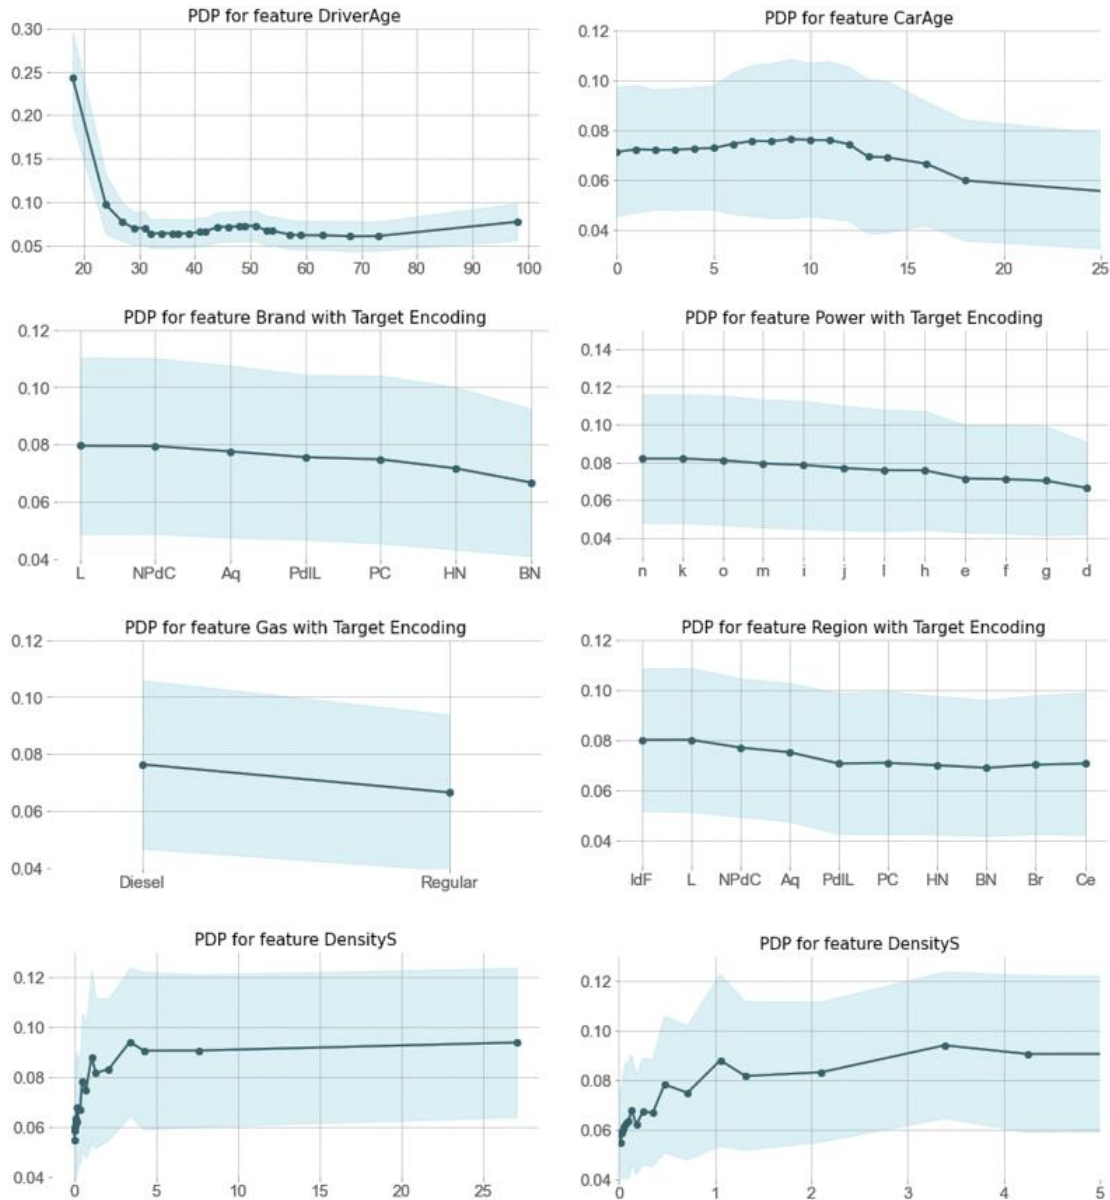 PDP for feature DriverAge
0.30
0.25
0.20
0.15
0.10
0.05
20 30 40 50 60 70 80 90 100
PDP for feature CarAge
0.12
0.10
0.08
0.06
0.04
0 5 10 15 20 25
PDP for feature Brand with Target Encoding
0.12
0.10
0.08
0.06
0.04
L NPdC Aq PdlL PC HN BN
PDP for feature Power with Target Encoding
0.14
0.12
0.10
0.08
0.06
0.04
n k o m i j l h e f g d
PDP for feature Gas with Target Encoding
0.12
0.10
0.08
0.06
0.04
Diesel Regular
PDP for feature Region with Target Encoding
0.12
0.10
0.08
0.06
0.04
IdF L NPdC Aq PdlL PC HN BN Br Ce
PDP for feature DensityS
0.12
0.10
0.08
0.06
0.04
0 5 10 15 20 25
PDP for feature DensityS
0.12
0.10
0.08
0.06
0.04
0 1 2 3 4 5